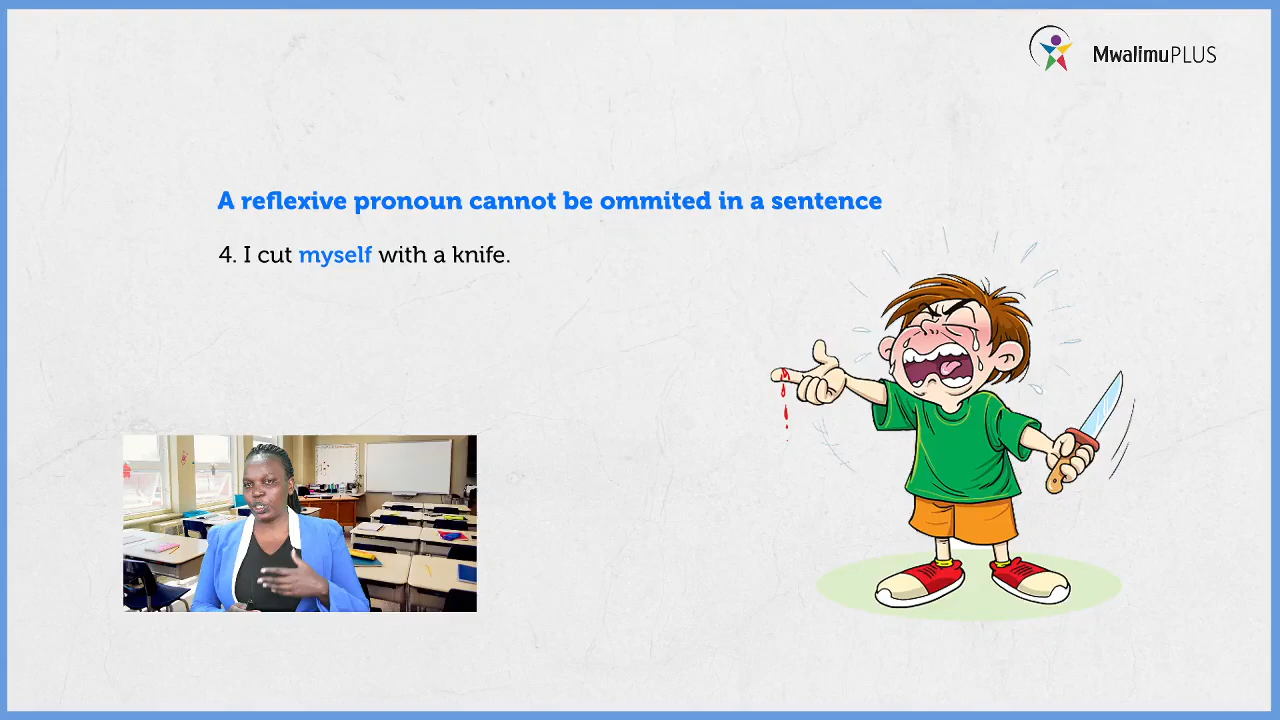 MwalimuPLUS
A reflexive pronoun cannot be ommited in a sentence
4. I cut myself with a knife.